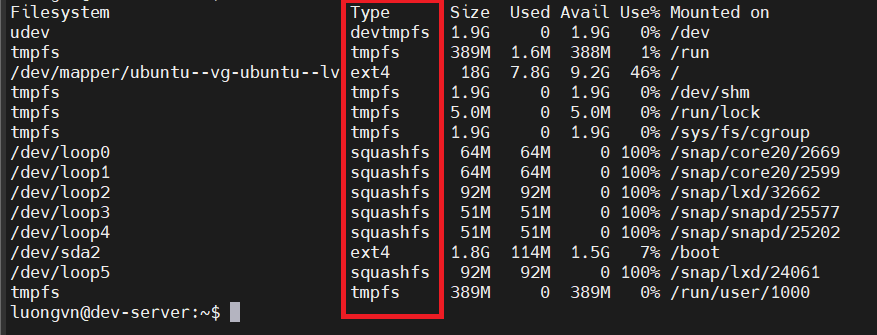 Filesystem Type Size Used Avail Use% Mounted on
udev devtmpfs 1.9G 0 1.9G 0% /dev
tmpfs tmpfs 389M 1.6M 388M 1% /run
/dev/mapper/ubuntu--vg-ubuntu--lv ext4 18G 7.8G 9.2G 46% /
tmpfs tmpfs 1.9G 0 1.9G 0% /dev/shm
tmpfs tmpfs 5.0M 0 5.0M 0% /run/lock
tmpfs tmpfs 1.9G 0 1.9G 0% /sys/fs/cgroup
/dev/loop0 squashfs 64M 64M 0 100% /snap/core20/2669
/dev/loop1 squashfs 64M 64M 0 100% /snap/core20/2599
/dev/loop2 squashfs 92M 92M 0 100% /snap/lxd/32662
/dev/loop3 squashfs 51M 51M 0 100% /snap/snapd/25577
/dev/loop4 squashfs 51M 51M 0 100% /snap/snapd/25202
/dev/sda2 ext4 1.8G 114M 1.5G 7% /boot
/dev/loop5 squashfs 92M 92M 0 100% /snap/lxd/24061
tmpfs tmpfs 389M 0 389M 0% /run/user/1000
luongvn@dev-server:~$